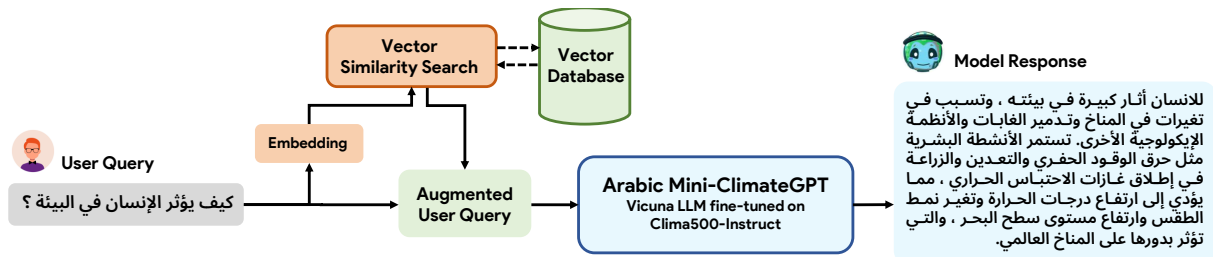 User Query
كيف يؤثر الإنسان في البيئة ؟
Embedding
Vector
Similarity Search
Vector
Database
Augmented
User Query
Arabic Mini-ClimateGPT
Vicuna LLM fine-tuned on
Clima500-Instruct
Model Response
للانسان أثار كبيرة في بيئته ، وتسبب في
تغيرات في المناخ وتدمير الغابات والأنظمة
الإيكولوجية الأخرى. تستمر الأنشطة البشرية
مثل حرق الوقود الحفري والتعدين والزراعة
في إطلاق غازات الاحتباس الحراري ، مما
يؤدي إلى ارتفاع درجات الحرارة وتغير نمط
الطقس وارتفاع مستوى سطح البحر ، والتي
تؤثر بدورها على المناخ العالمي.